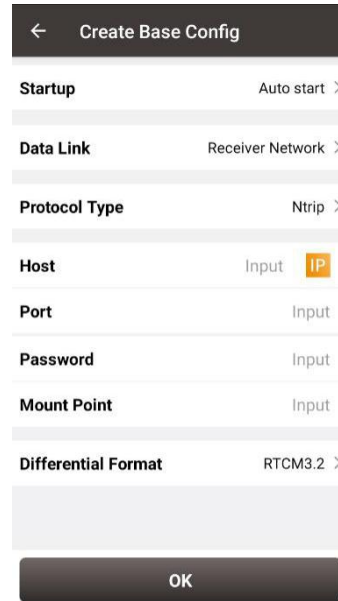 Create Base Config
Startup Auto start
Data Link Receiver Network
Protocol Type Ntrip
Host Input IP
Port Input
Password Input
Mount Point Input
Differential Format RTCM3.2
OK